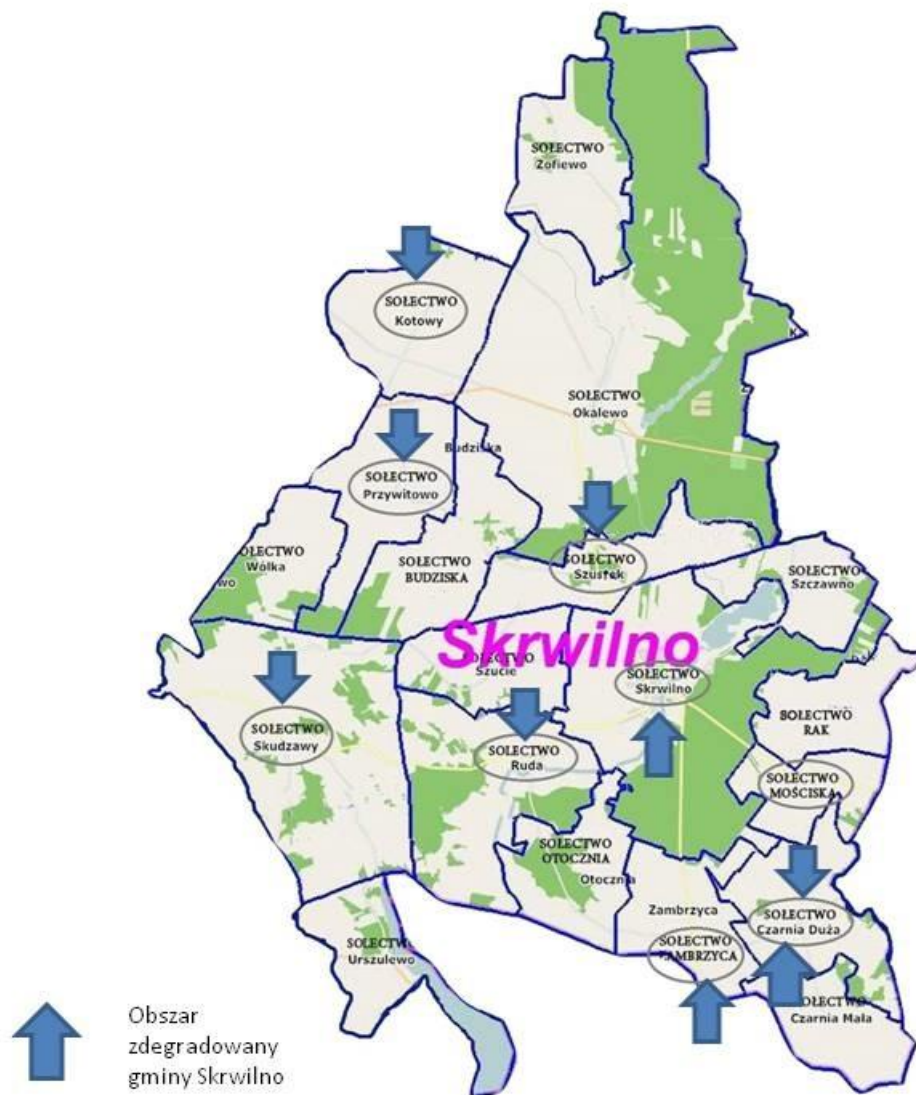 SOŁECTWO
Zofiewo
SOŁECTWO
Kotowy
SOŁECTWO
Okalewo
Budziska
SOŁECTWO
Przywitowo
SOŁECTWO
Wólka
SOŁECTWO
BUDZISKA
SOŁECTWO
Szustek
SOŁECTWO
Szczawno
Skrwilno
SOŁECTWO
Szucie
SOŁECTWO
Skrwilno
SOŁECTWO
Skudzawy
SOŁECTWO
Ruda
SOŁECTWO
RAK
SOŁECTWO
MOŚCISKA
SOŁECTWO
OTOCZNIA
Otocznia
Zambrzyca
SOŁECTWO
ZAMBRZYCA
SOŁECTWO
Czarnia Duża
SOŁECTWO
Urszulewo
SOŁECTWO
Czarnia Mała
Obszar
zdegradowany
gminy Skrwilno